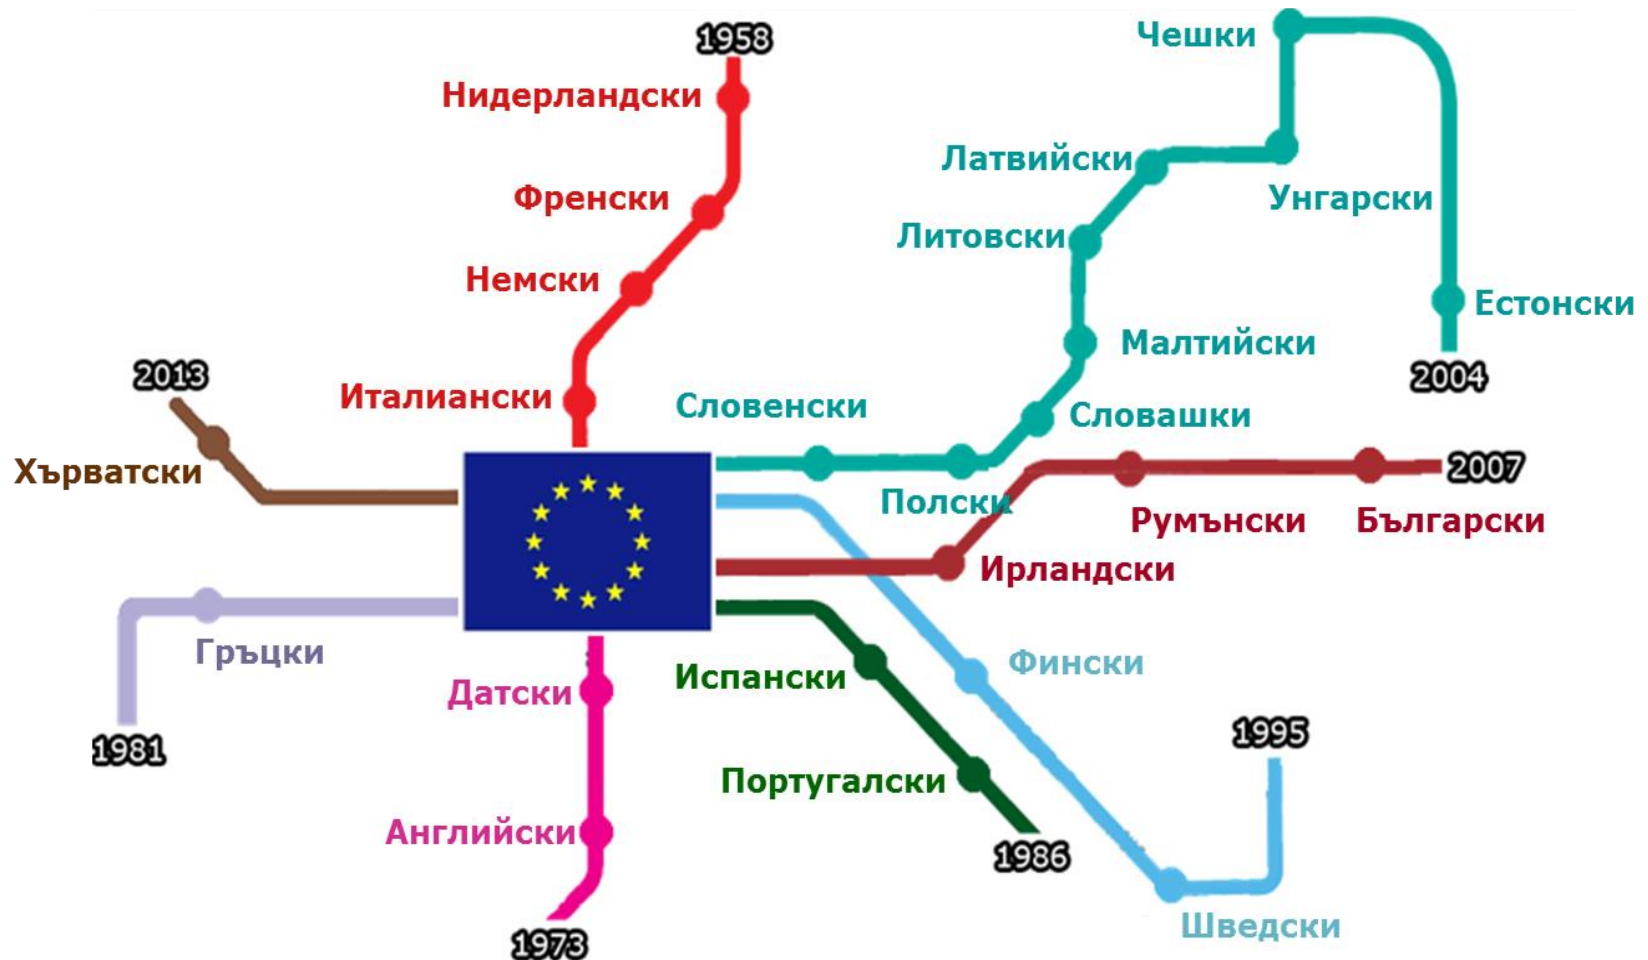 1958
Нидерландски
Френски
Немски
Италиански
Чешки
Латвийски
Унгарски
Литовски
Естонски
Малтийски
2004
Словенски
Словашки
Полски
2013
Хърватски
2007
Румънски
Български
Ирландски
Гръцки
1981
Датски
Английски
1973
Испански
Португалски
1986
Фински
1995
Шведски